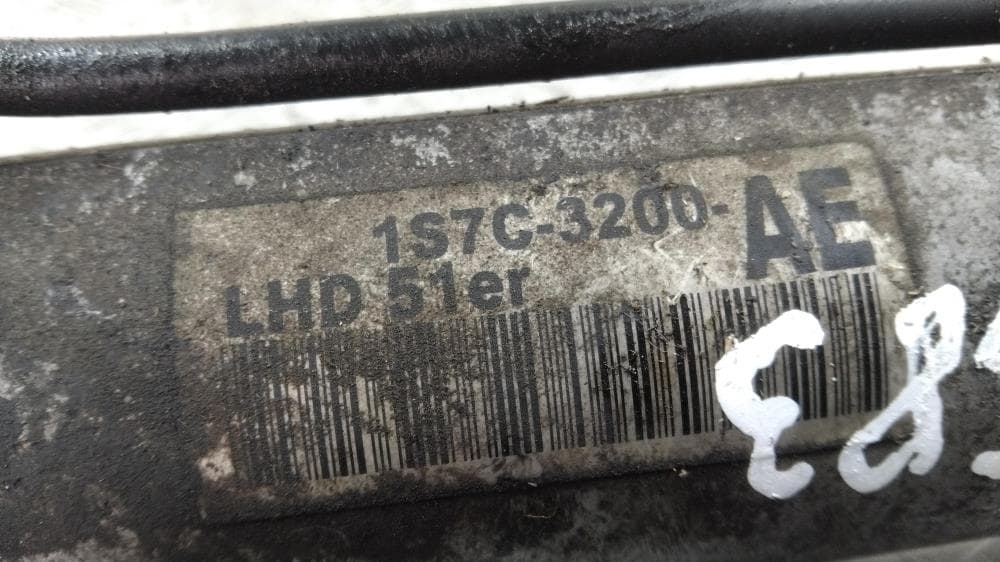 1S7C-3200-AE
LHD 51er